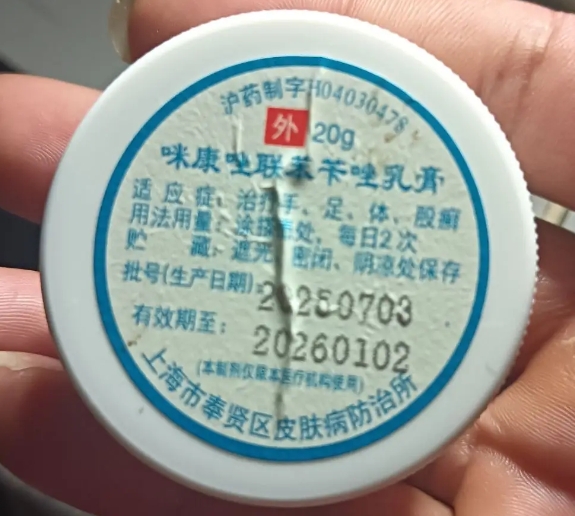 沪药制字H04030478
外 20g
咪康唑联苯苄唑乳膏
适应症：治疗手、足、体、股癣
用法用量：涂搽患处，每日2次
贮 藏：遮光、密闭、阴凉处保存
批号(生产日期)：20250703
有效期至：20260102
(本制剂仅限本医疗机构使用)
上海市奉贤区皮肤病防治所